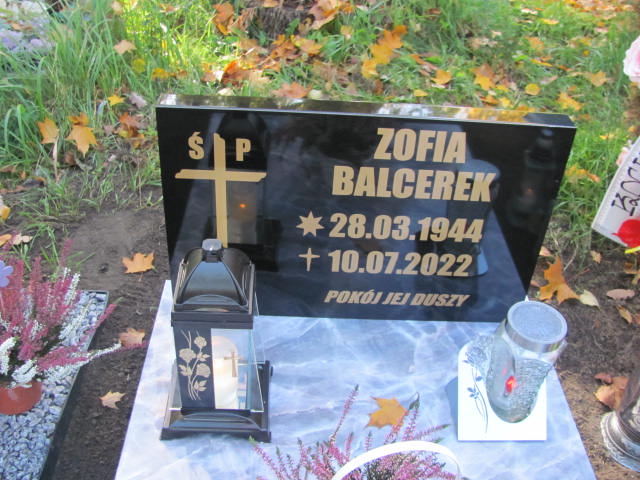 Ś P
ZOFIA
BALCEREK
28.03.1944
10.07.2022
POKÓJ JEJ DUSZY